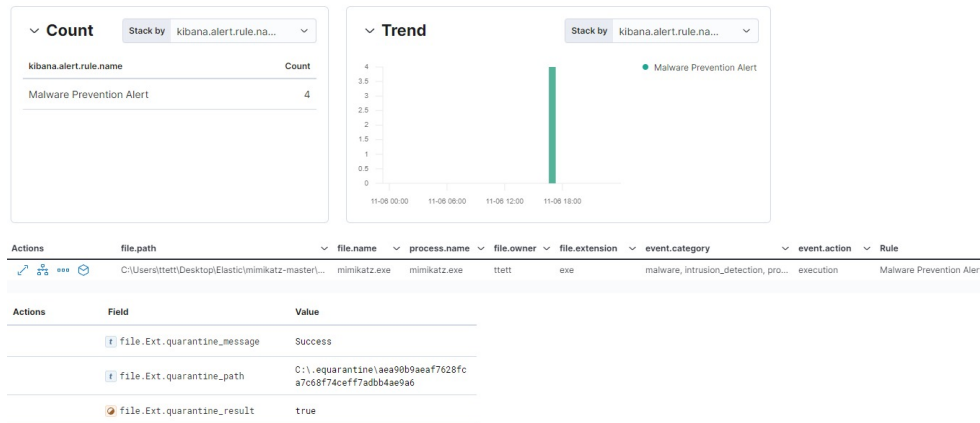 Count
Stack by kibana.alert.rule.na...
kibana.alert.rule.name Count
Malware Prevention Alert 4
Trend
Stack by kibana.alert.rule.na...
4
3.5
3
2.5
2
1.5
1
0.5
0
11-06 00:00 11-06 06:00 11-06 12:00 11-06 18:00
Malware Prevention Alert
Actions file.path file.name process.name file.owner file.extension event.category event.action Rule
C:\Users\ttett\Desktop\Elastic\mimikatz-master\... mimikatz.exe mimikatz.exe ttett exe malware, intrusion_detection, pro... execution Malware Prevention Aler
Actions Field Value
t file.Ext.quarantine_message Success
t file.Ext.quarantine_path C:\.equarantine\aea90b9aeaf7628fc
a7c68f74ceff7adbb4ae9a6
file.Ext.quarantine_result true